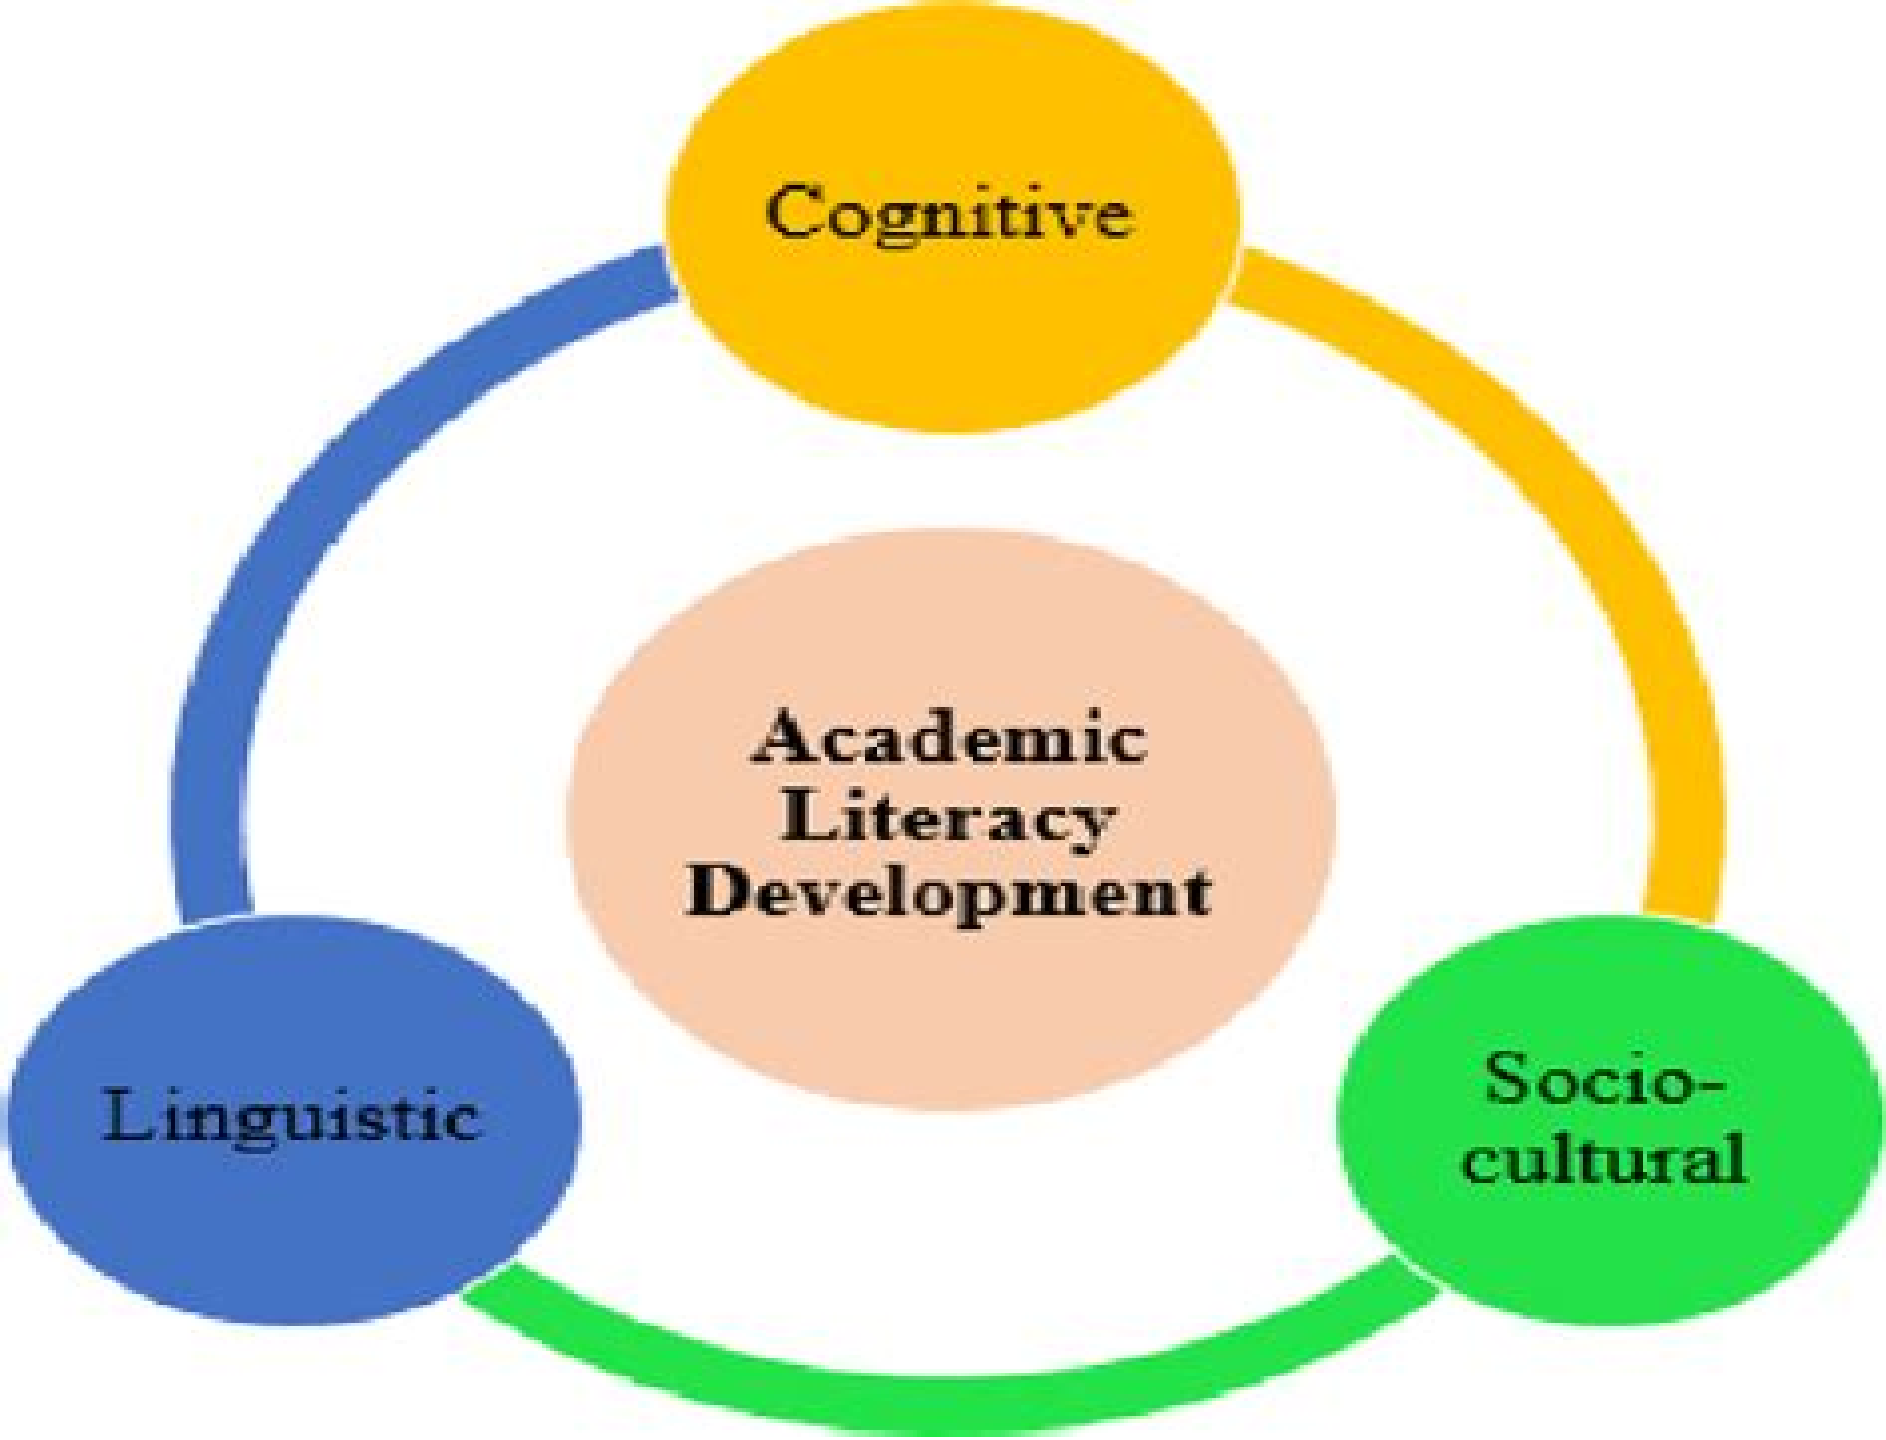 Cognitive
Academic
Literacy
Development
Linguistic
Socio-
cultural